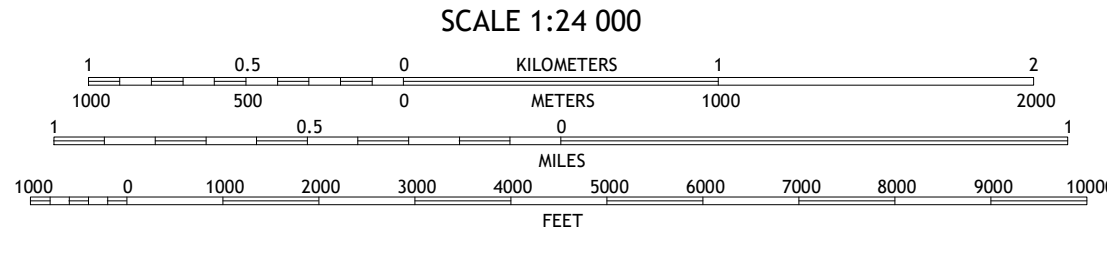 SCALE 1:24 000
1 0.5 0 KILOMETERS 1 2
1000 500 0 METERS 1000 2000
1 0.5 0 1
MILES
1000 0 1000 2000 3000 4000 5000 6000 7000 8000 9000 10000
FEET